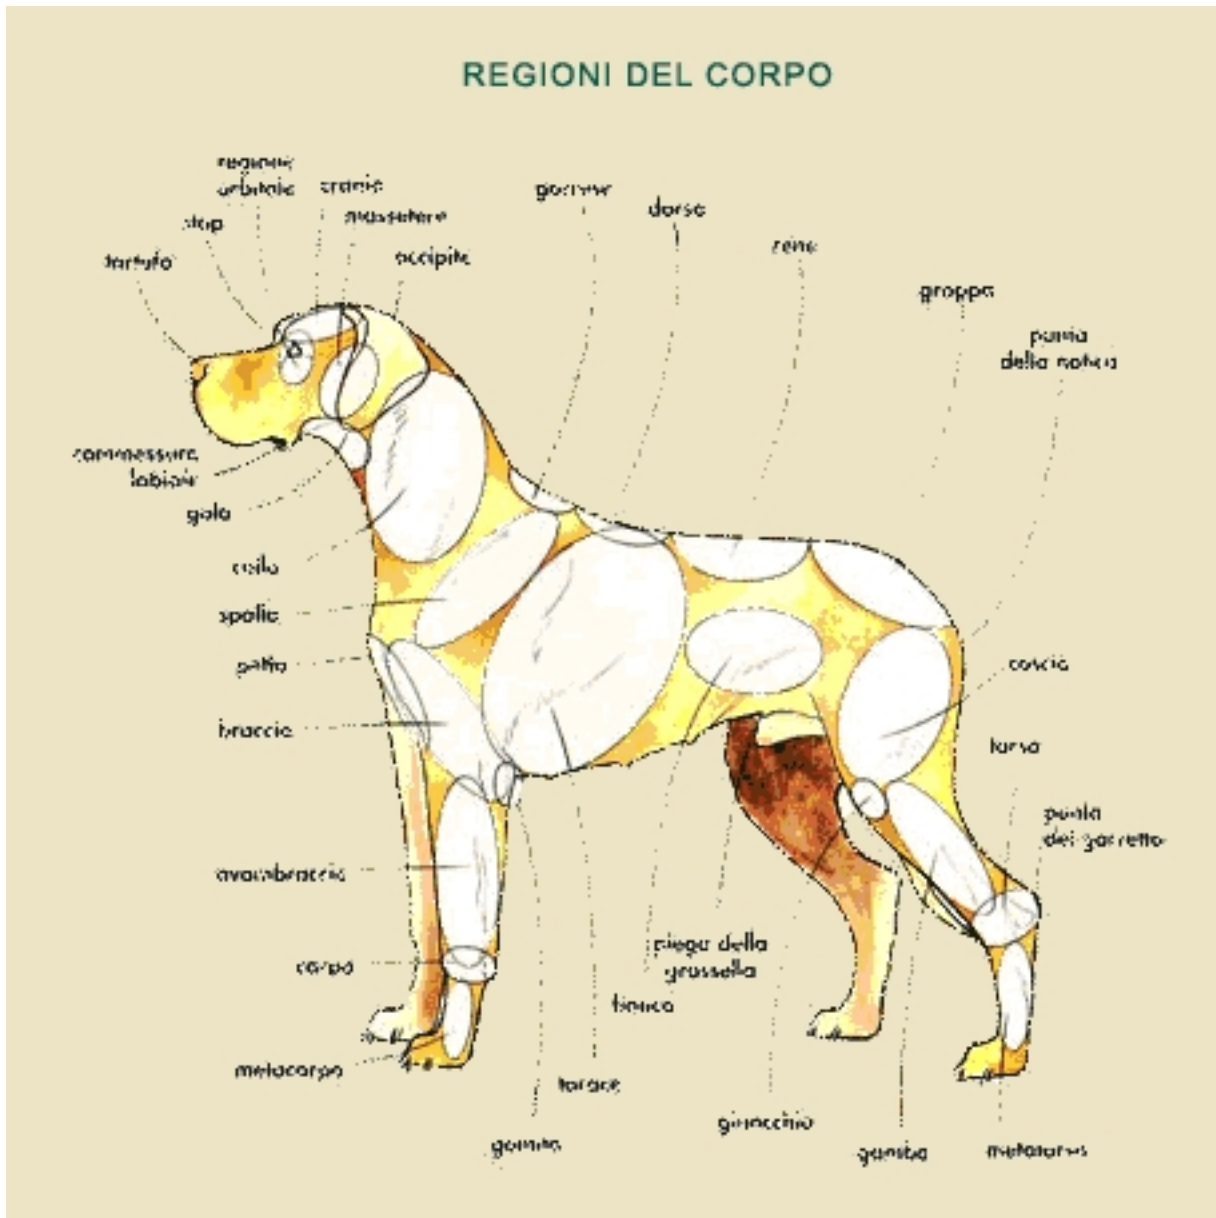 REGIONI DEL CORPO
regione
orbitale
cranio
stop
massetere
tartufo
occipite
garrese
dorso
rene
groppa
punta
della natica
commessura
labiale
gola
collo
spalla
petto
braccio
coscia
tarso
punta
del garretto
avambraccio
piega della
grassella
carpo
fianco
metacarpo
torace
ginocchio
gomito
gamba
metatarso